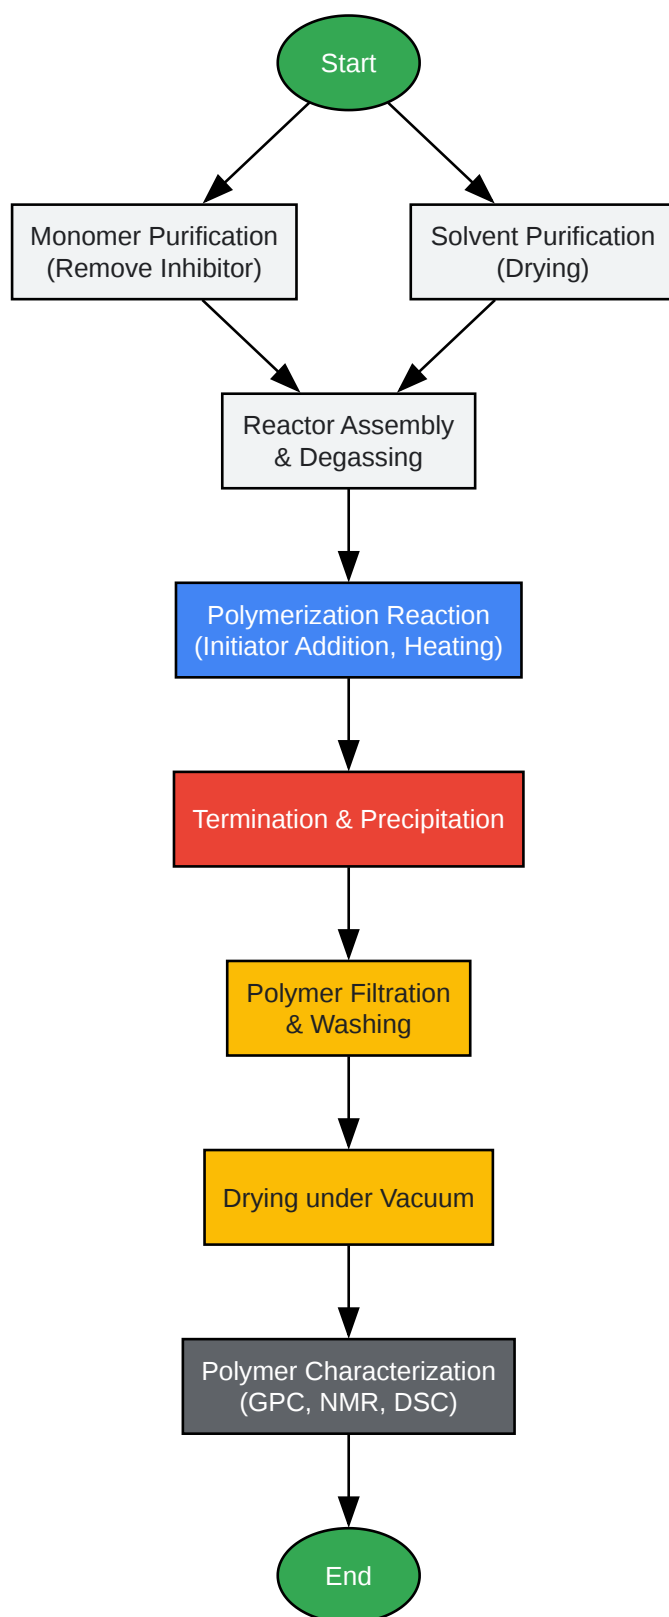 Start
Monomer Purification
(Remove Inhibitor)
Solvent Purification
(Drying)
Reactor Assembly
& Degassing
Polymerization Reaction
(Initiator Addition, Heating)
Termination & Precipitation
Polymer Filtration
& Washing
Drying under Vacuum
Polymer Characterization
(GPC, NMR, DSC)
End